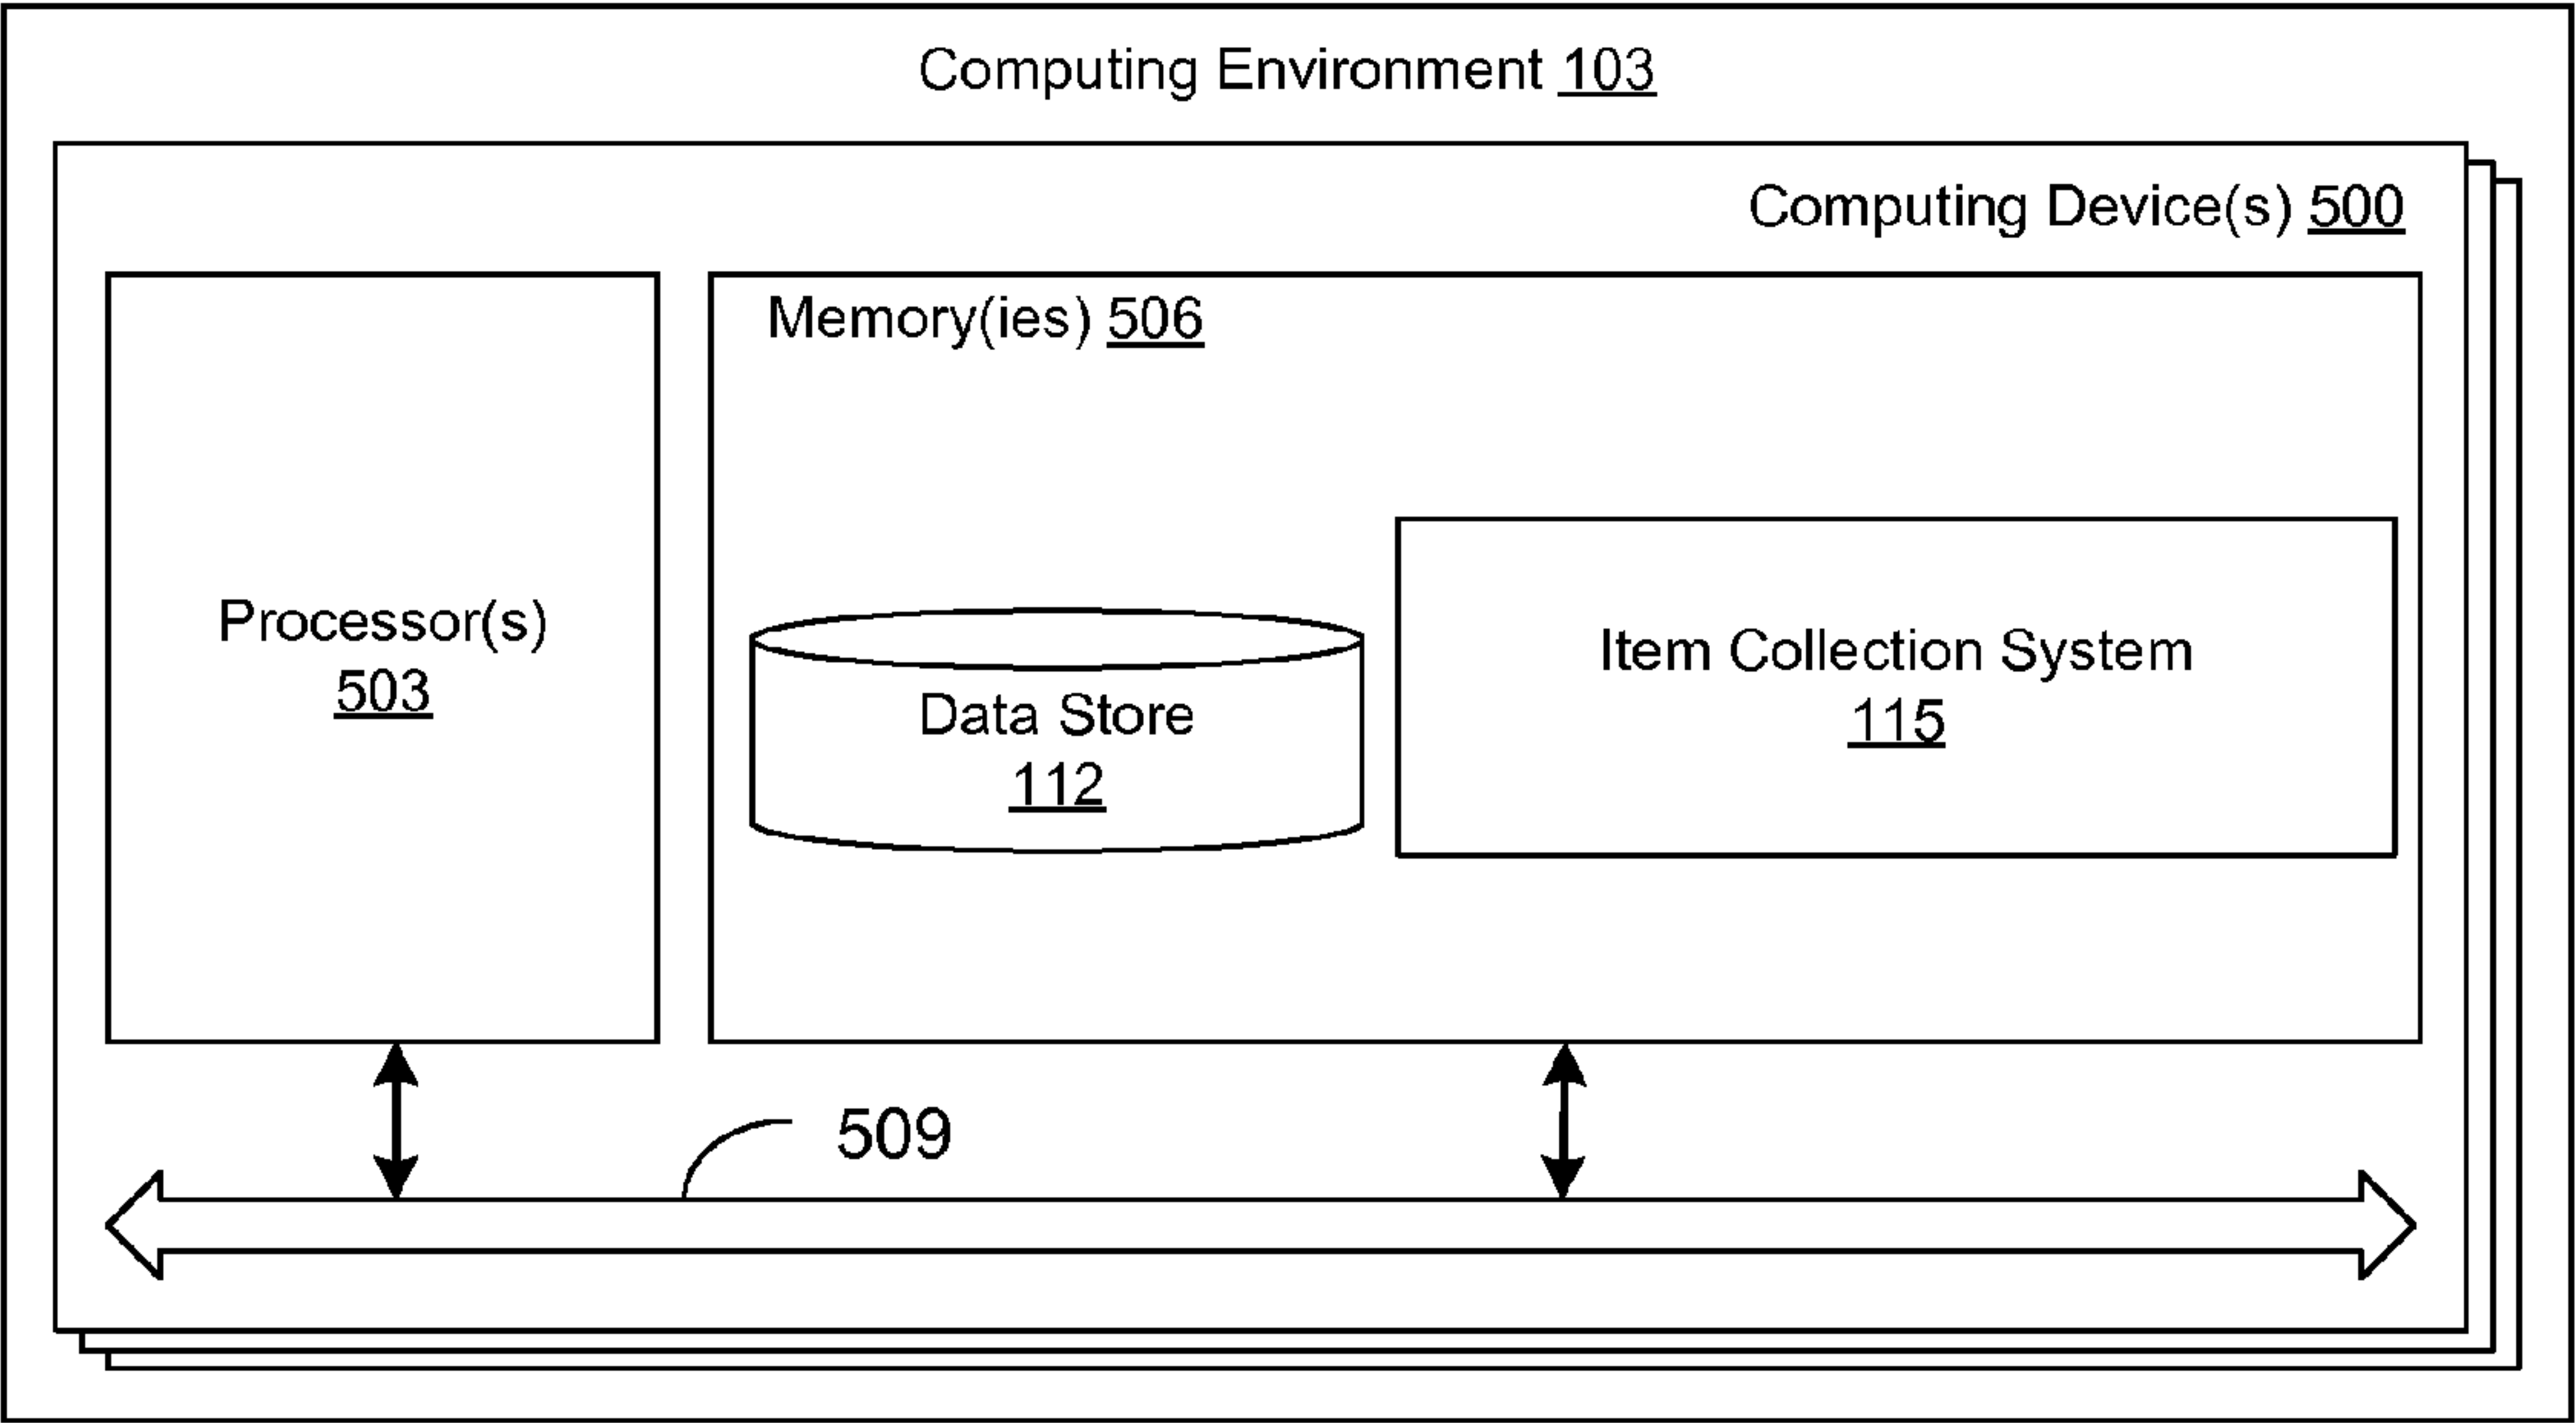 Computing Environment 103
Computing Device(s) 500
Memory(ies) 506
Processor(s)
503
Data Store
112
Item Collection System
115
509